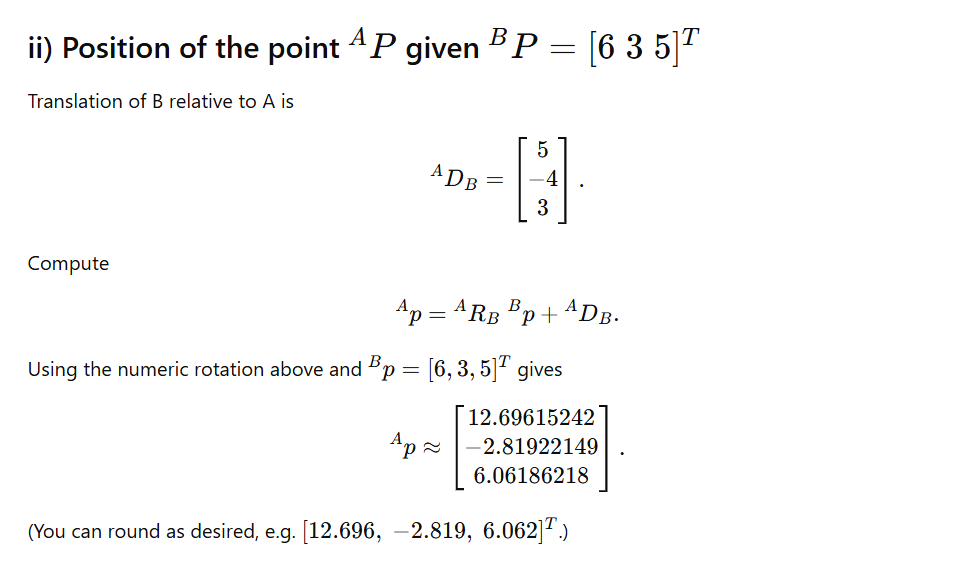 ii) Position of the point ᴬP given ᴮP = [6 3 5]ᵀ
Translation of B relative to A is
ᴬD_B = [ 5
−4
3 ] .
Compute
ᴬp = ᴬR_B ᴮp + ᴬD_B.
Using the numeric rotation above and ᴮp = [6, 3, 5]ᵀ gives
ᴬp ≈ [ 12.69615242
−2.81922149
6.06186218 ] .
(You can round as desired, e.g. [12.696, −2.819, 6.062]ᵀ.)